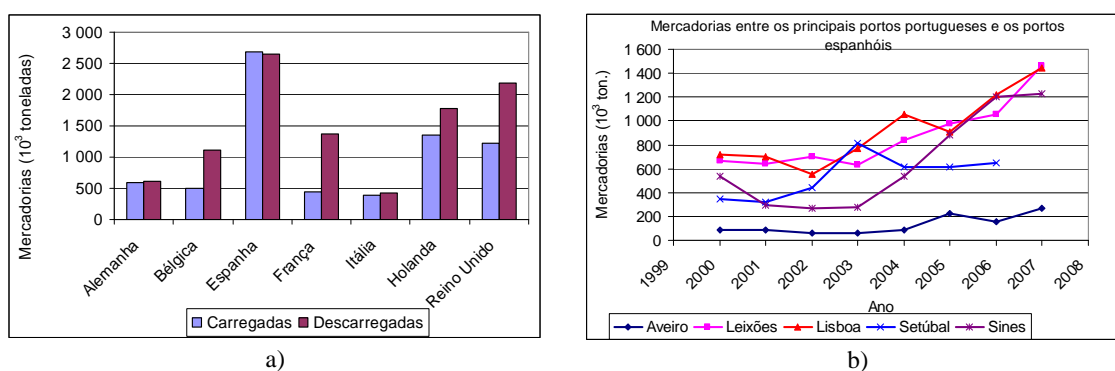 3 000
2 500
2 000
1 500
1 000
500
0
Mercadorias (10³ toneladas)
Alemanha
Bélgica
Espanha
França
Itália
Holanda
Reino Unido
Carregadas
Descarregadas
a)
Mercadorias entre os principais portos portugueses e os portos
espanhóis
1 600
1 400
1 200
1 000
800
600
400
200
0
Mercadorias (10³ ton.)
1999
2000
2001
2002
2003
2004
2005
2006
2007
2008
Ano
Aveiro
Leixões
Lisboa
Setúbal
Sines
b)